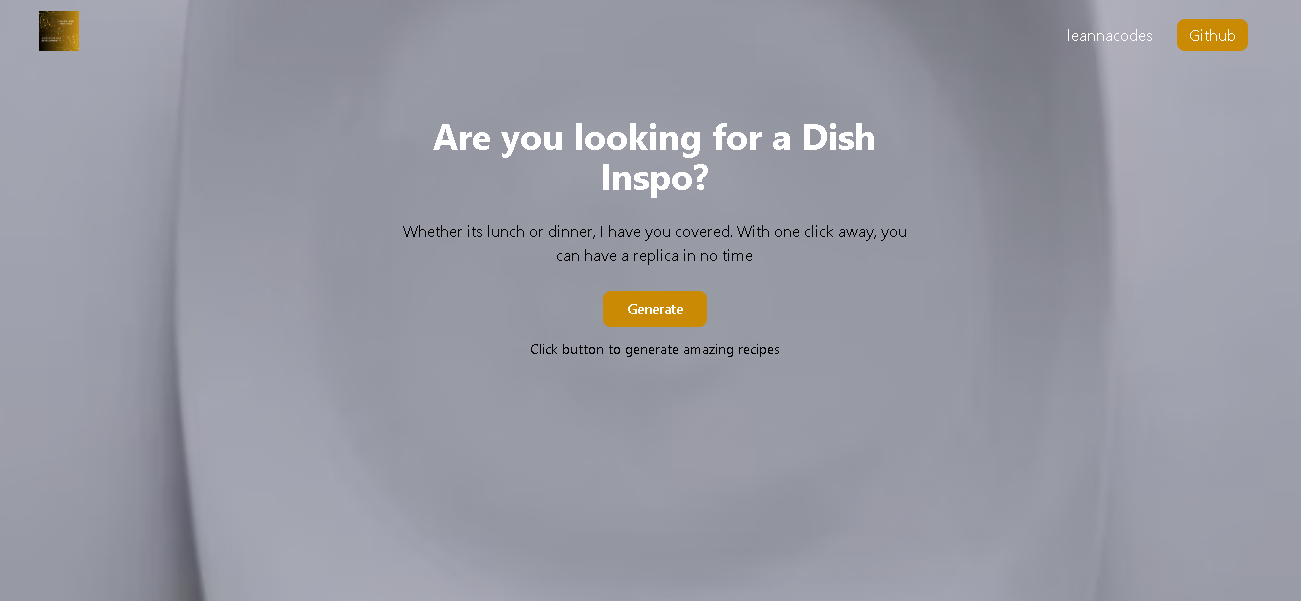 leannacodes
Github
Are you looking for a Dish
Inspo?
Whether its lunch or dinner, I have you covered. With one click away, you
can have a replica in no time
Generate
Click button to generate amazing recipes